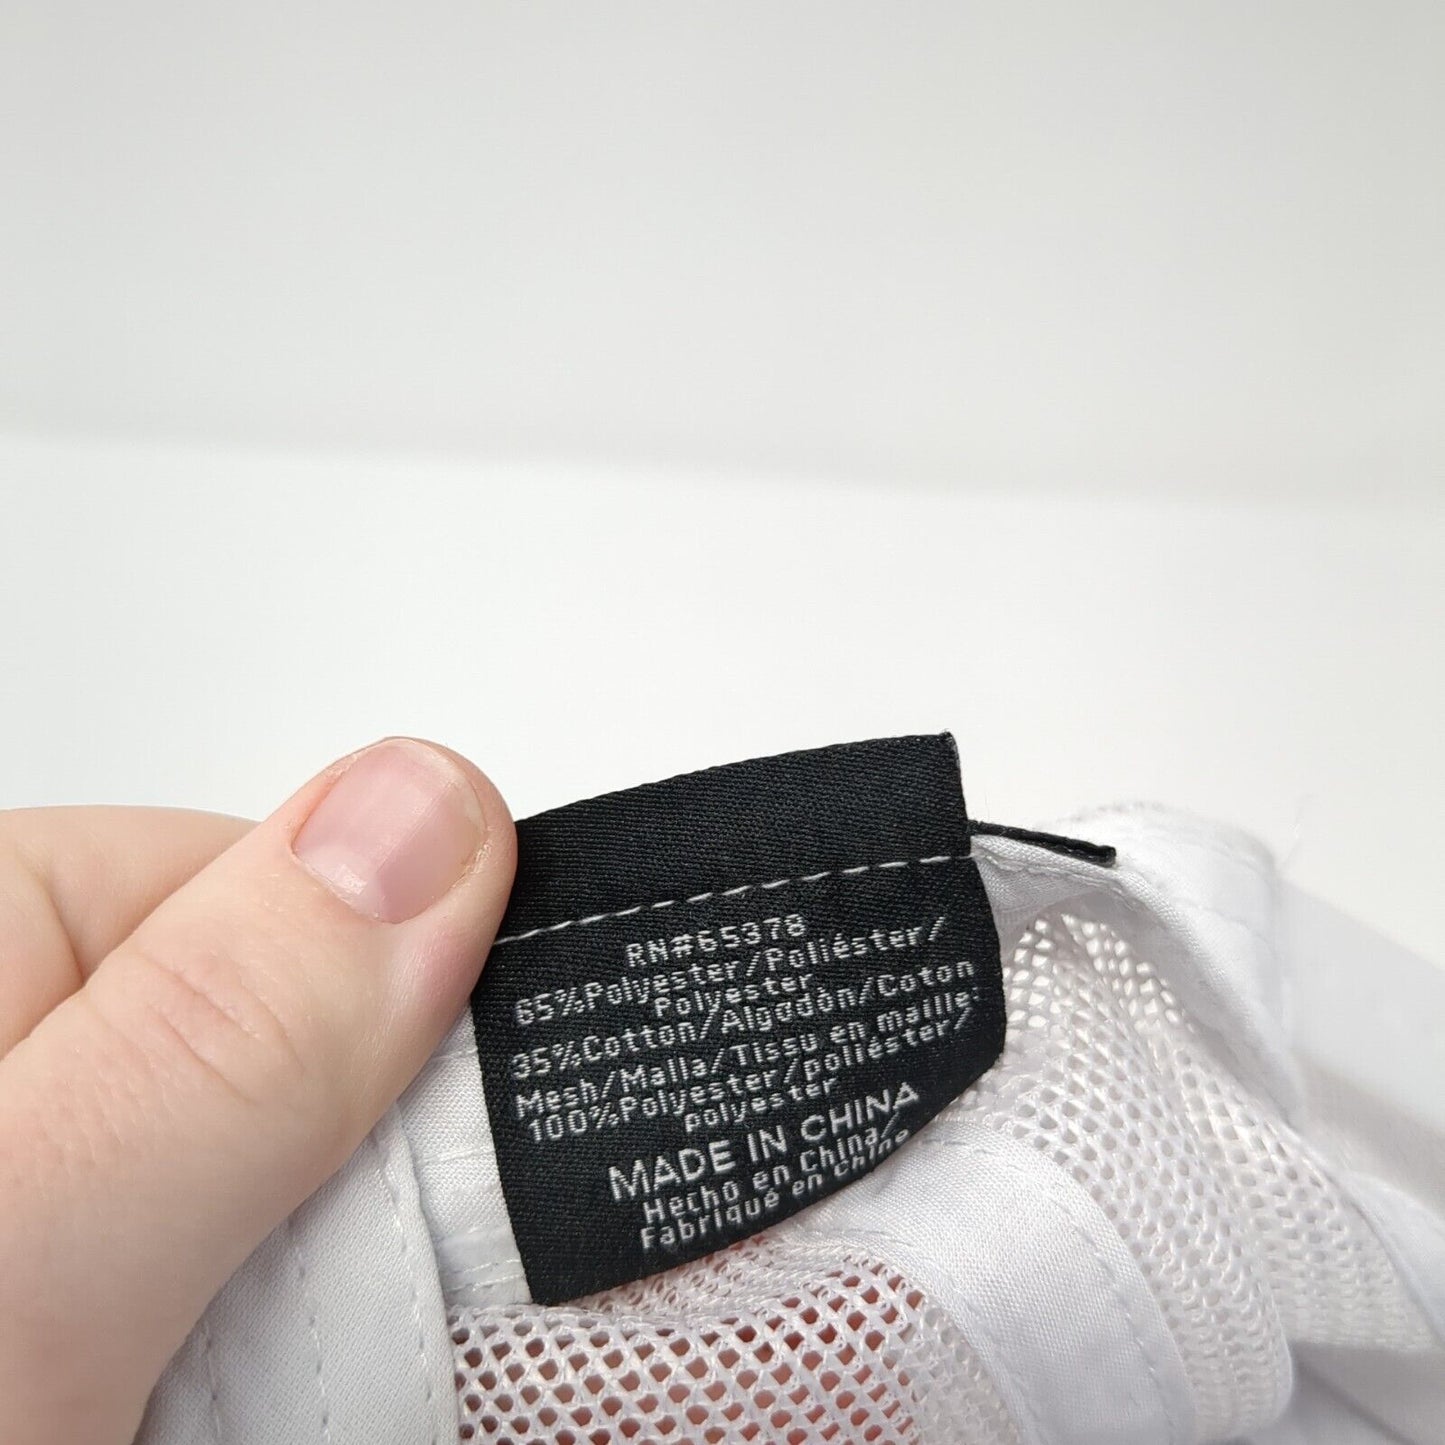 RN#65378
65%Polyester/Poliéster/
Polyester
35%Cotton/Algodón/Coton
Mesh/Malla/Tissu en maille:
100%Polyester/poliéster/
polyester
MADE IN CHINA
Hecho en China/
Fabriqué en Chine